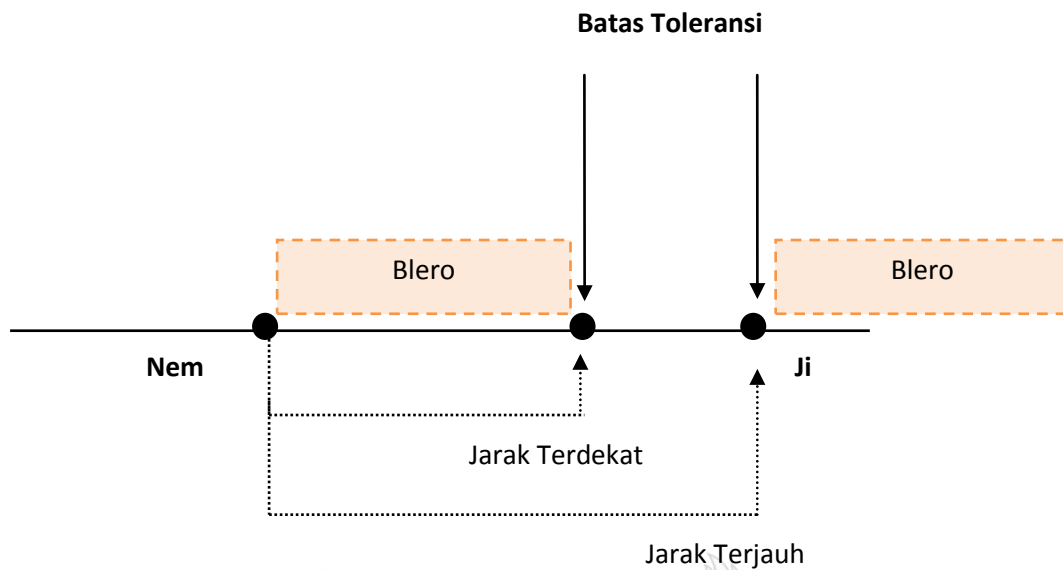 Batas Toleransi
Blero
Blero
Nem
Ji
Jarak Terdekat
Jarak Terjauh